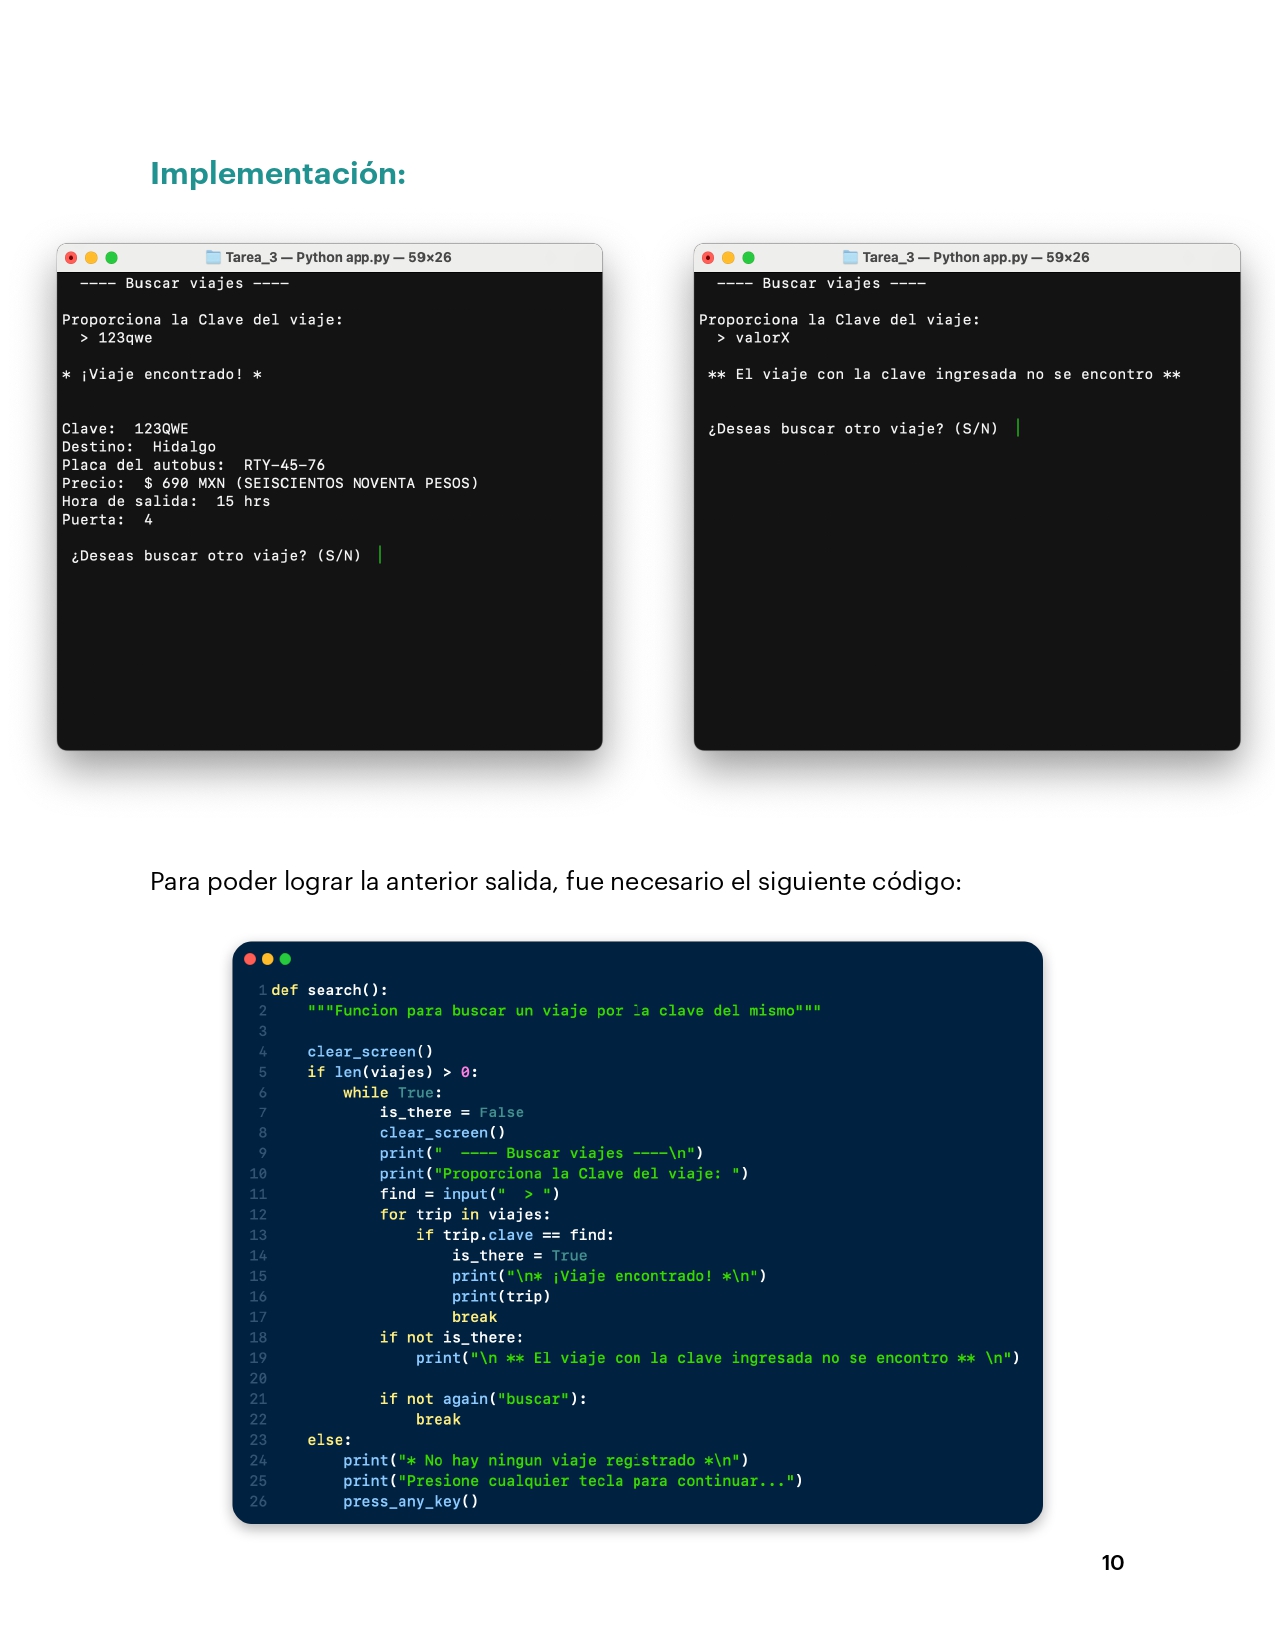 Implementación:
Tarea_3 — Python app.py — 59×26
---- Buscar viajes ----
Proporciona la Clave del viaje:
> 123qwe
* ¡Viaje encontrado! *
Clave:  123QWE
Destino:  Hidalgo
Placa del autobus:  RTY-45-76
Precio:  $ 690 MXN (SEISCIENTOS NOVENTA PESOS)
Hora de salida:  15 hrs
Puerta:  4
¿Deseas buscar otro viaje? (S/N)
Tarea_3 — Python app.py — 59×26
---- Buscar viajes ----
Proporciona la Clave del viaje:
> valorX
** El viaje con la clave ingresada no se encontro **
¿Deseas buscar otro viaje? (S/N)
Para poder lograr la anterior salida, fue necesario el siguiente código:
1 def search():
2     """Funcion para buscar un viaje por la clave del mismo"""
3
4     clear_screen()
5     if len(viajes) > 0:
6         while True:
7             is_there = False
8             clear_screen()
9             print("  ---- Buscar viajes ----\n")
10             print("Proporciona la Clave del viaje: ")
11             find = input("  > ")
12             for trip in viajes:
13                 if trip.clave == find:
14                     is_there = True
15                     print("\n* ¡Viaje encontrado! *\n")
16                     print(trip)
17                     break
18             if not is_there:
19                 print("\n ** El viaje con la clave ingresada no se encontro ** \n")
20
21             if not again("buscar"):
22                 break
23     else:
24         print("* No hay ningun viaje registrado *\n")
25         print("Presione cualquier tecla para continuar...")
26         press_any_key()
10